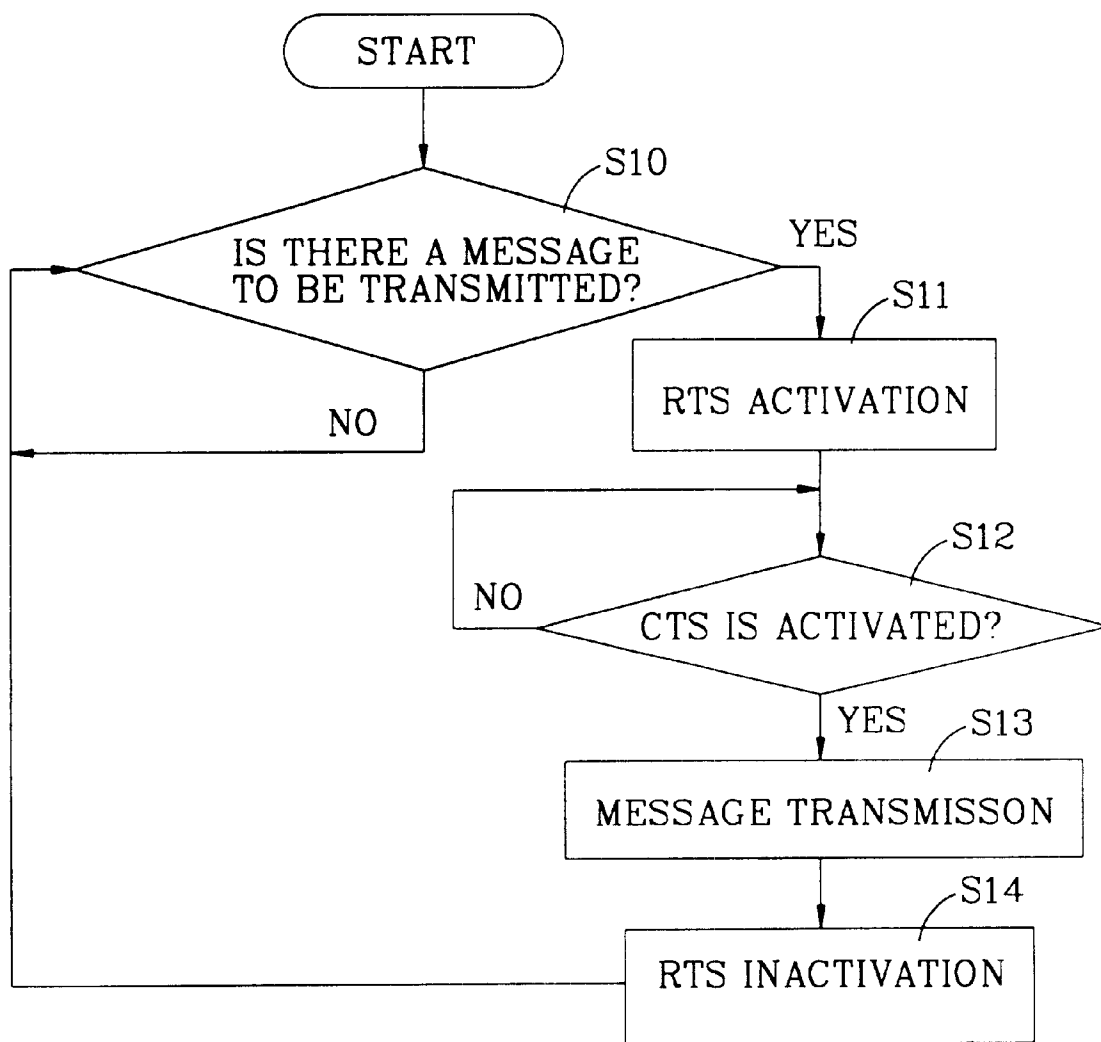 START
S10
IS THERE A MESSAGE
TO BE TRANSMITTED?
YES
S11
RTS ACTIVATION
NO
S12
NO
CTS IS ACTIVATED?
YES
S13
MESSAGE TRANSMISSON
S14
RTS INACTIVATION